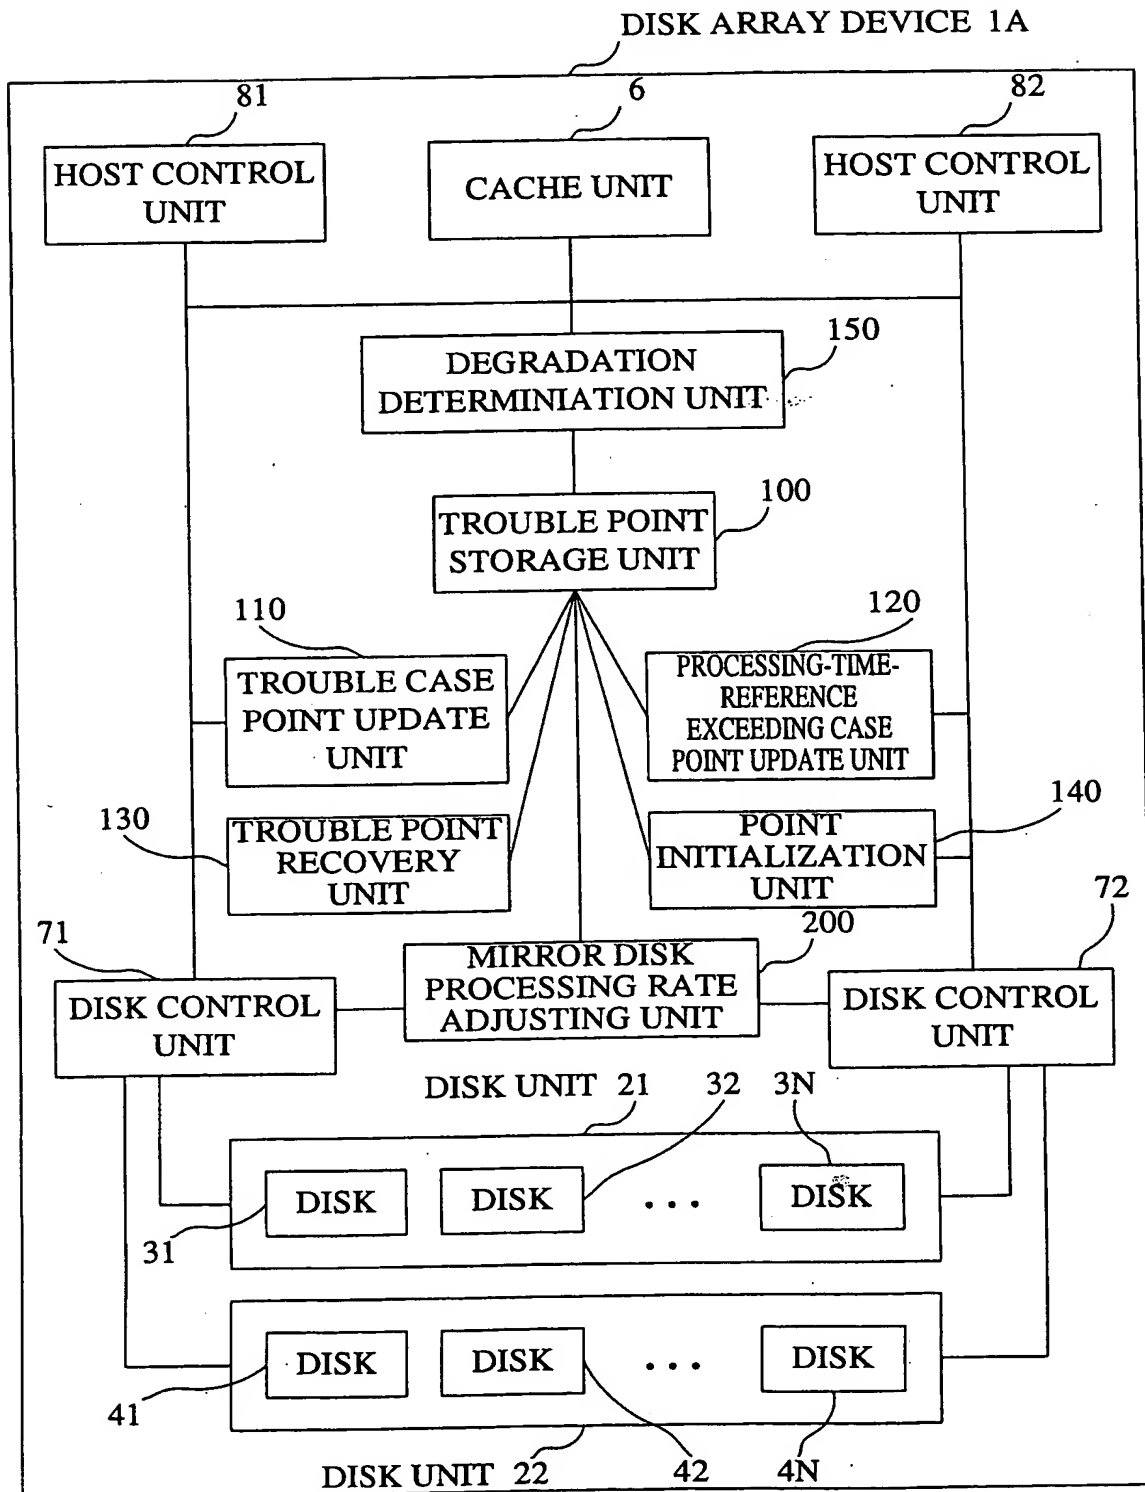 DISK ARRAY DEVICE 1A
81
6
82
HOST CONTROL
UNIT
CACHE UNIT
HOST CONTROL
UNIT
150
DEGRADATION
DETERMINIATION UNIT
100
TROUBLE POINT
STORAGE UNIT
110
120
TROUBLE CASE
POINT UPDATE
UNIT
PROCESSING-TIME-
REFERENCE
EXCEEDING CASE
POINT UPDATE UNIT
130
140
TROUBLE POINT
RECOVERY
UNIT
POINT
INITIALIZATION
UNIT
71
200
72
DISK CONTROL
UNIT
MIRROR DISK
PROCESSING RATE
ADJUSTING UNIT
DISK CONTROL
UNIT
DISK UNIT 21
32
3N
DISK
DISK
...
DISK
31
DISK
DISK
...
DISK
41
DISK UNIT 22
42
4N